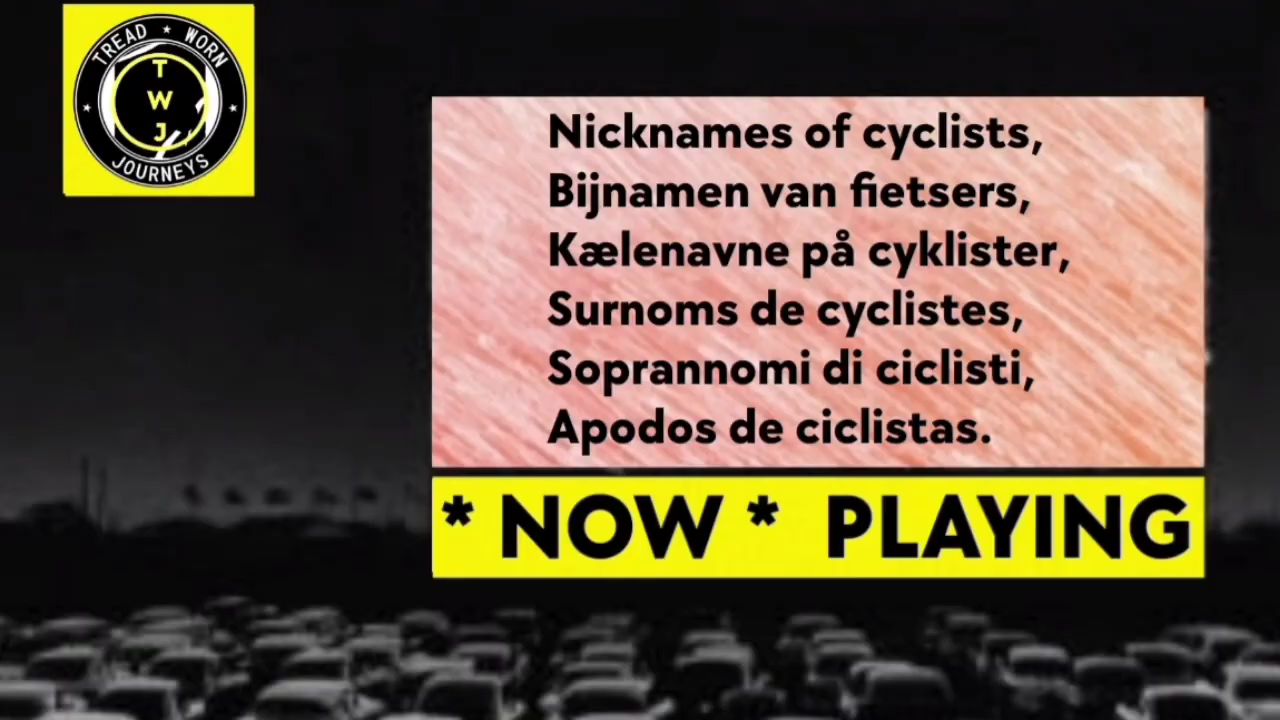 TREAD ★ WORN
T
W
J
★ ★
JOURNEYS
Nicknames of cyclists,
Bijnamen van fietsers,
Kælenavne på cyklister,
Surnoms de cyclistes,
Soprannomi di ciclisti,
Apodos de ciclistas.
* NOW * PLAYING